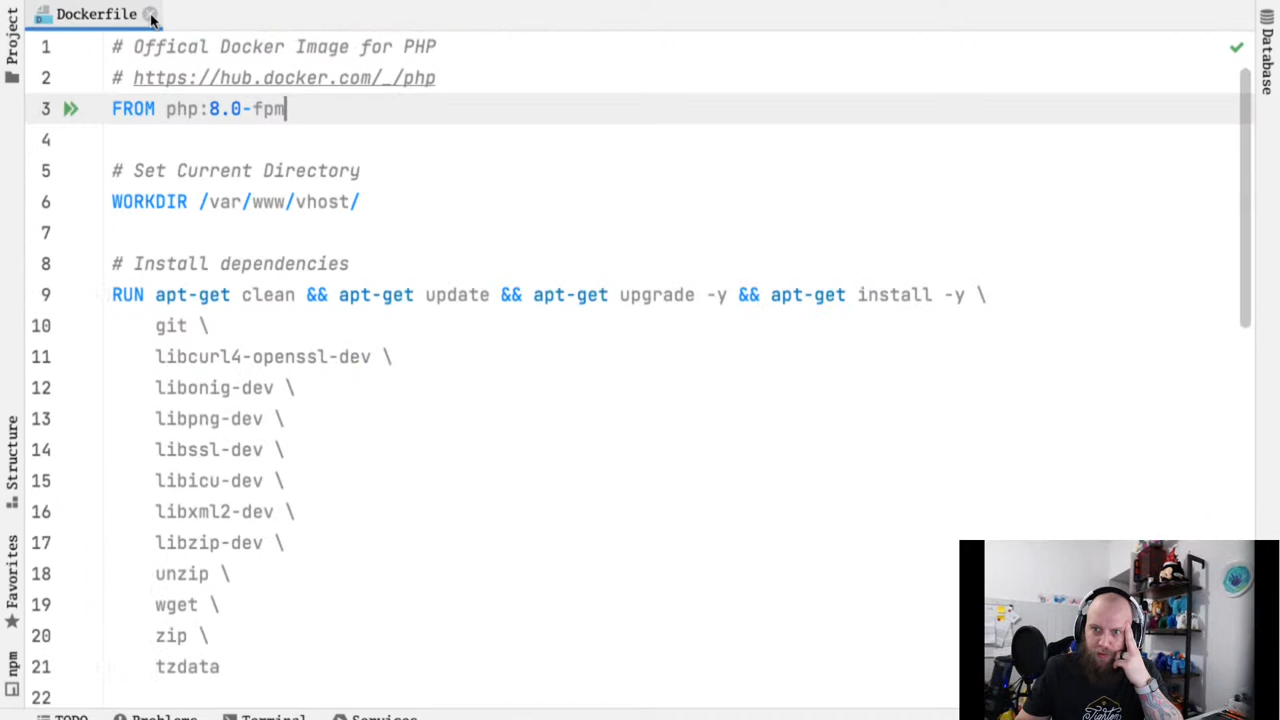 Dockerfile
Project
Database
1 # Offical Docker Image for PHP
2 # https://hub.docker.com/_/php
3 FROM php:8.0-fpm
4
5 # Set Current Directory
6 WORKDIR /var/www/vhost/
7
8 # Install dependencies
9 RUN apt-get clean && apt-get update && apt-get upgrade -y && apt-get install -y \
10 git \
11 libcurl4-openssl-dev \
12 libonig-dev \
13 libpng-dev \
14 libssl-dev \
15 libicu-dev \
16 libxml2-dev \
17 libzip-dev \
18 unzip \
19 wget \
20 zip \
21 tzdata
22
Structure
Favorites
npm
TODO Problems Terminal Services